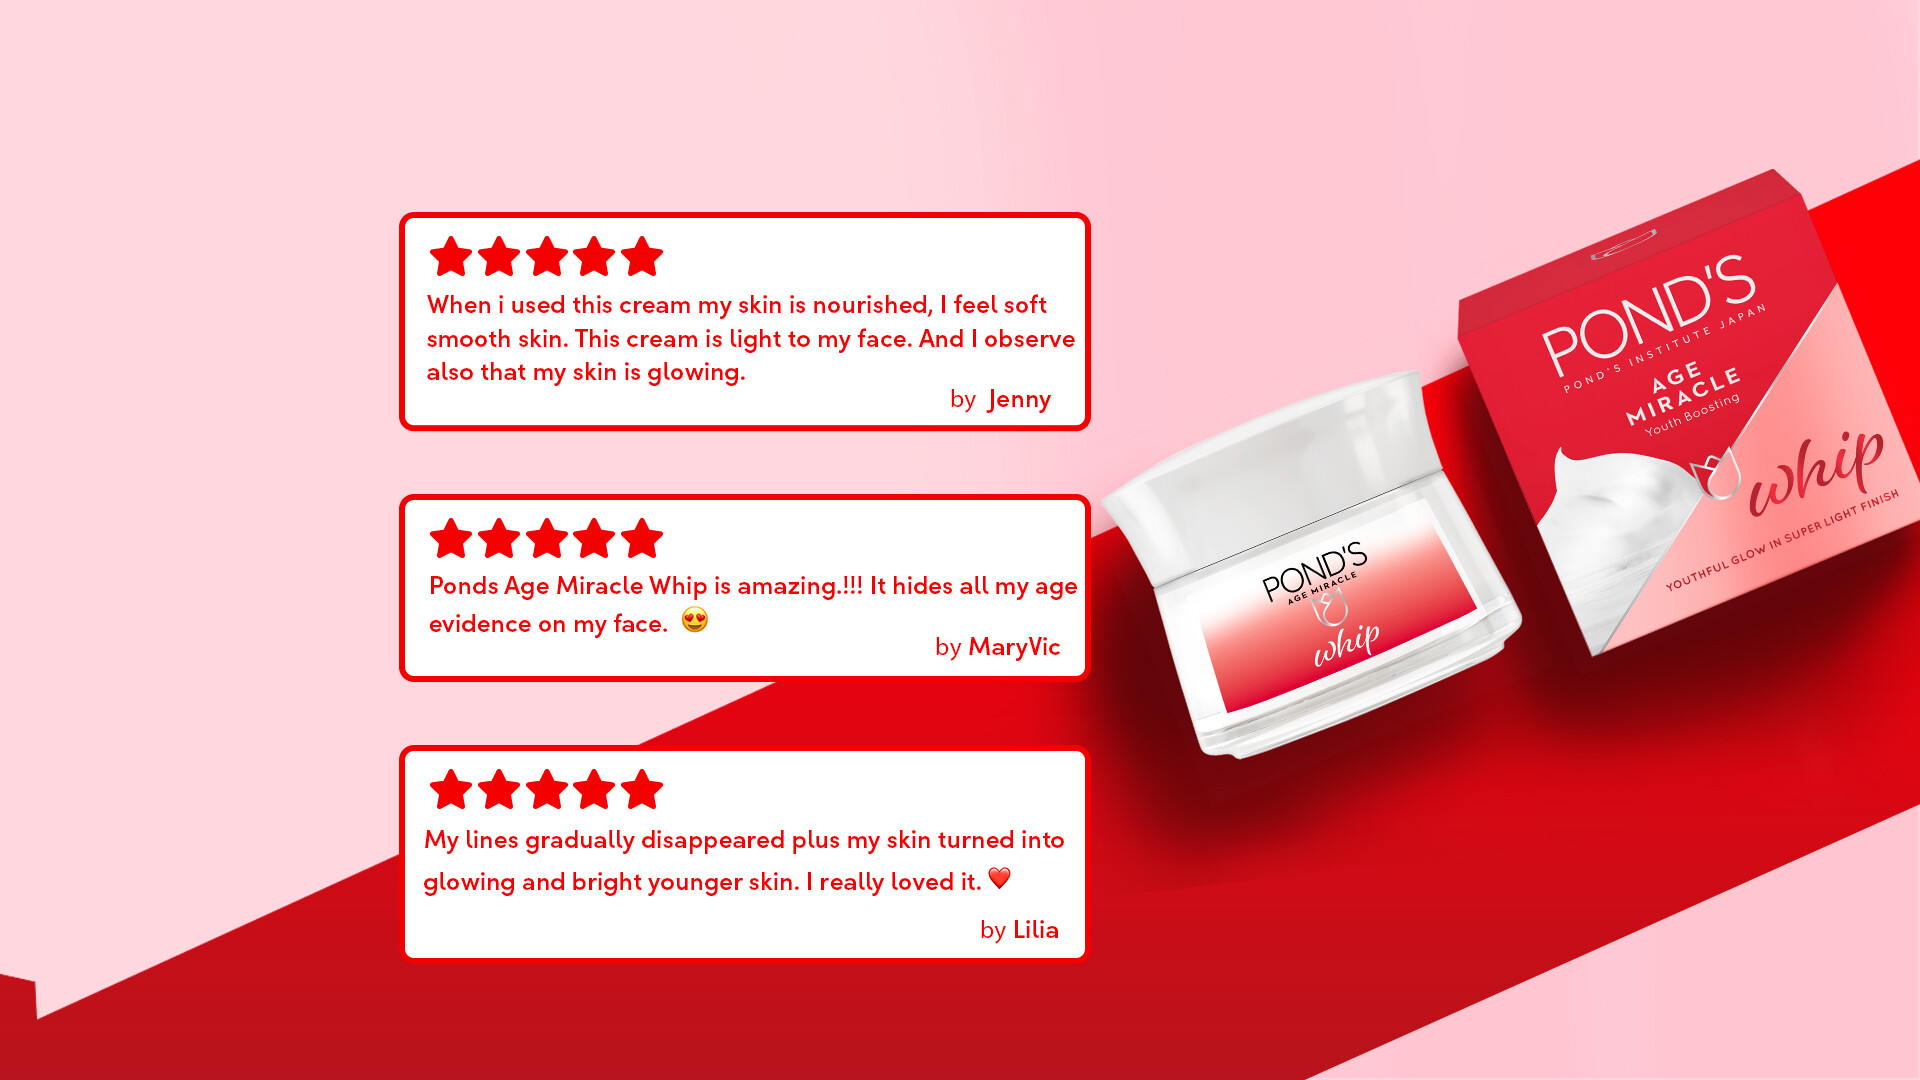 When i used this cream my skin is nourished, I feel soft
smooth skin. This cream is light to my face. And I observe
also that my skin is glowing.
by Jenny
Ponds Age Miracle Whip is amazing.!!! It hides all my age
evidence on my face. 😍
by MaryVic
My lines gradually disappeared plus my skin turned into
glowing and bright younger skin. I really loved it. ❤️
by Lilia
POND'S
AGE MIRACLE
whip
POND'S
POND'S INSTITUTE JAPAN
AGE
MIRACLE
Youth Boosting
whip
YOUTHFUL GLOW IN SUPER LIGHT FINISH